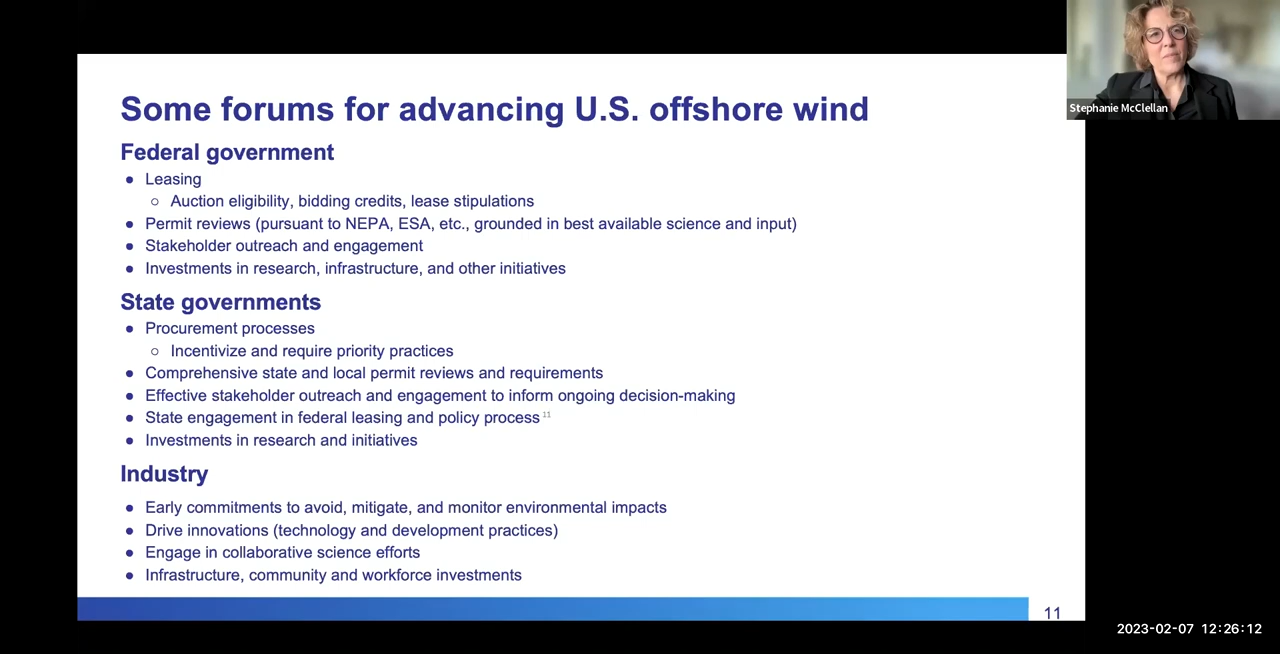 Stephanie McClellan
Some forums for advancing U.S. offshore wind
Federal government
● Leasing
○ Auction eligibility, bidding credits, lease stipulations
● Permit reviews (pursuant to NEPA, ESA, etc., grounded in best available science and input)
● Stakeholder outreach and engagement
● Investments in research, infrastructure, and other initiatives
State governments
● Procurement processes
○ Incentivize and require priority practices
● Comprehensive state and local permit reviews and requirements
● Effective stakeholder outreach and engagement to inform ongoing decision-making
● State engagement in federal leasing and policy process 11
● Investments in research and initiatives
Industry
● Early commitments to avoid, mitigate, and monitor environmental impacts
● Drive innovations (technology and development practices)
● Engage in collaborative science efforts
● Infrastructure, community and workforce investments
11
2023-02-07 12:26:12